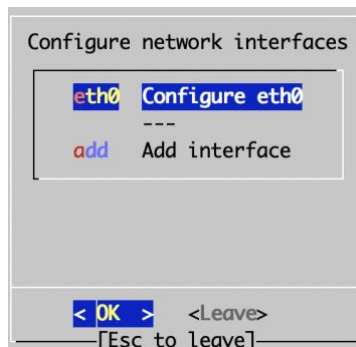 Configure network interfaces
eth0 Configure eth0
---
add Add interface
< OK > <Leave>
[Esc to leave]